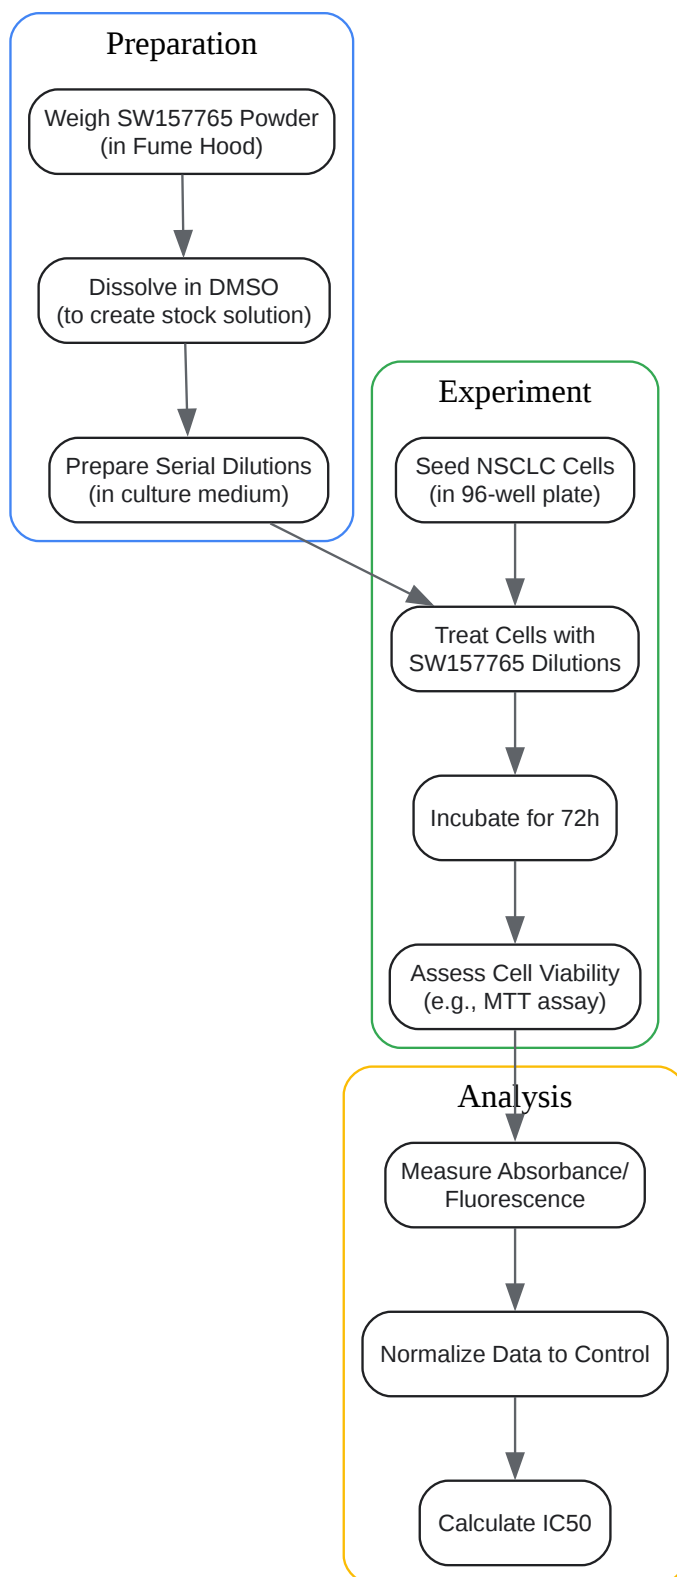 Preparation
Weigh SW157765 Powder
(in Fume Hood)
Dissolve in DMSO
(to create stock solution)
Prepare Serial Dilutions
(in culture medium)
Experiment
Seed NSCLC Cells
(in 96-well plate)
Treat Cells with
SW157765 Dilutions
Incubate for 72h
Assess Cell Viability
(e.g., MTT assay)
Analysis
Measure Absorbance/
Fluorescence
Normalize Data to Control
Calculate IC50